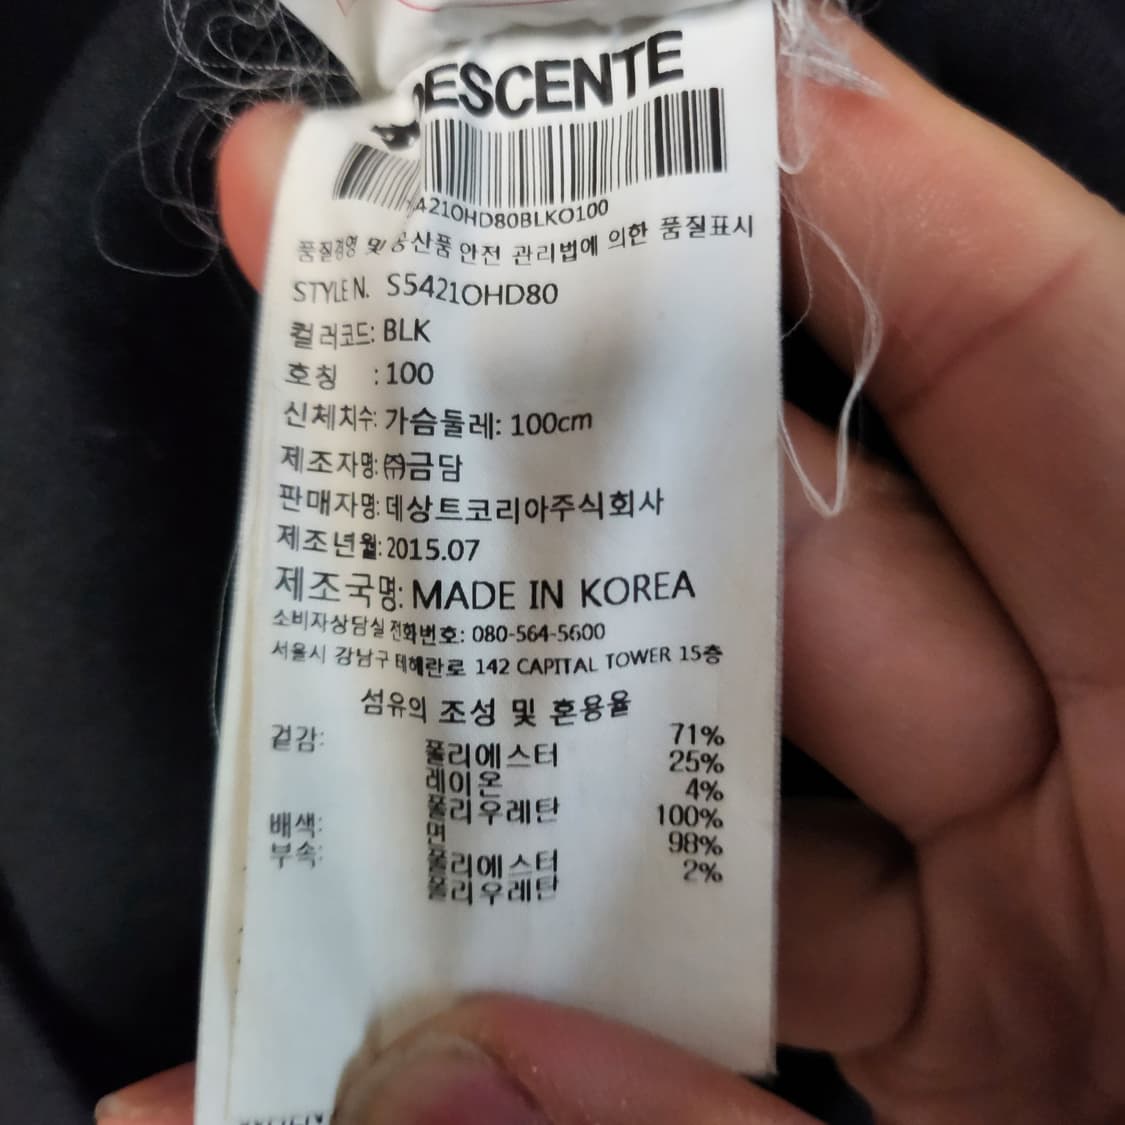 DESCENTE
4210HD80BLKO100
품질경영 및 공산품 안전 관리법에 의한 품질표시
STYLE N. S5421OHD80
컬러코드: BLK
호칭 : 100
신체치수: 가슴둘레: 100cm
제조자명: ㈜금담
판매자명: 데상트코리아주식회사
제조년월: 2015.07
제조국명: MADE IN KOREA
소비자상담실 전화번호: 080-564-5600
서울시 강남구 테헤란로 142 CAPITAL TOWER 15층
섬유의 조성 및 혼용율
겉감: 폴리에스터 71%
레이온 25%
폴리우레탄 4%
배색: 면 100%
부속: 폴리에스터 98%
폴리우레탄 2%